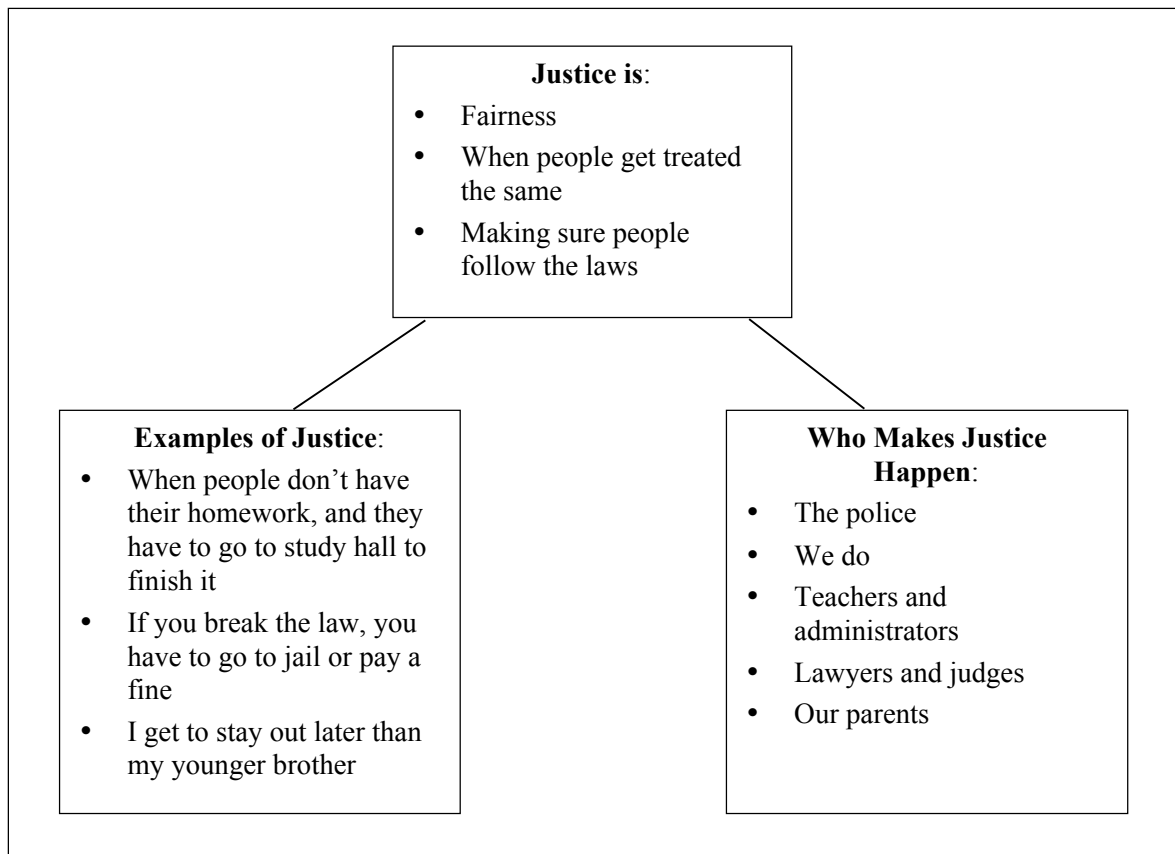 Justice is:
• Fairness
• When people get treated
the same
• Making sure people
follow the laws
Examples of Justice:
• When people don’t have
their homework, and they
have to go to study hall to
finish it
• If you break the law, you
have to go to jail or pay a
fine
• I get to stay out later than
my younger brother
Who Makes Justice
Happen:
• The police
• We do
• Teachers and
administrators
• Lawyers and judges
• Our parents